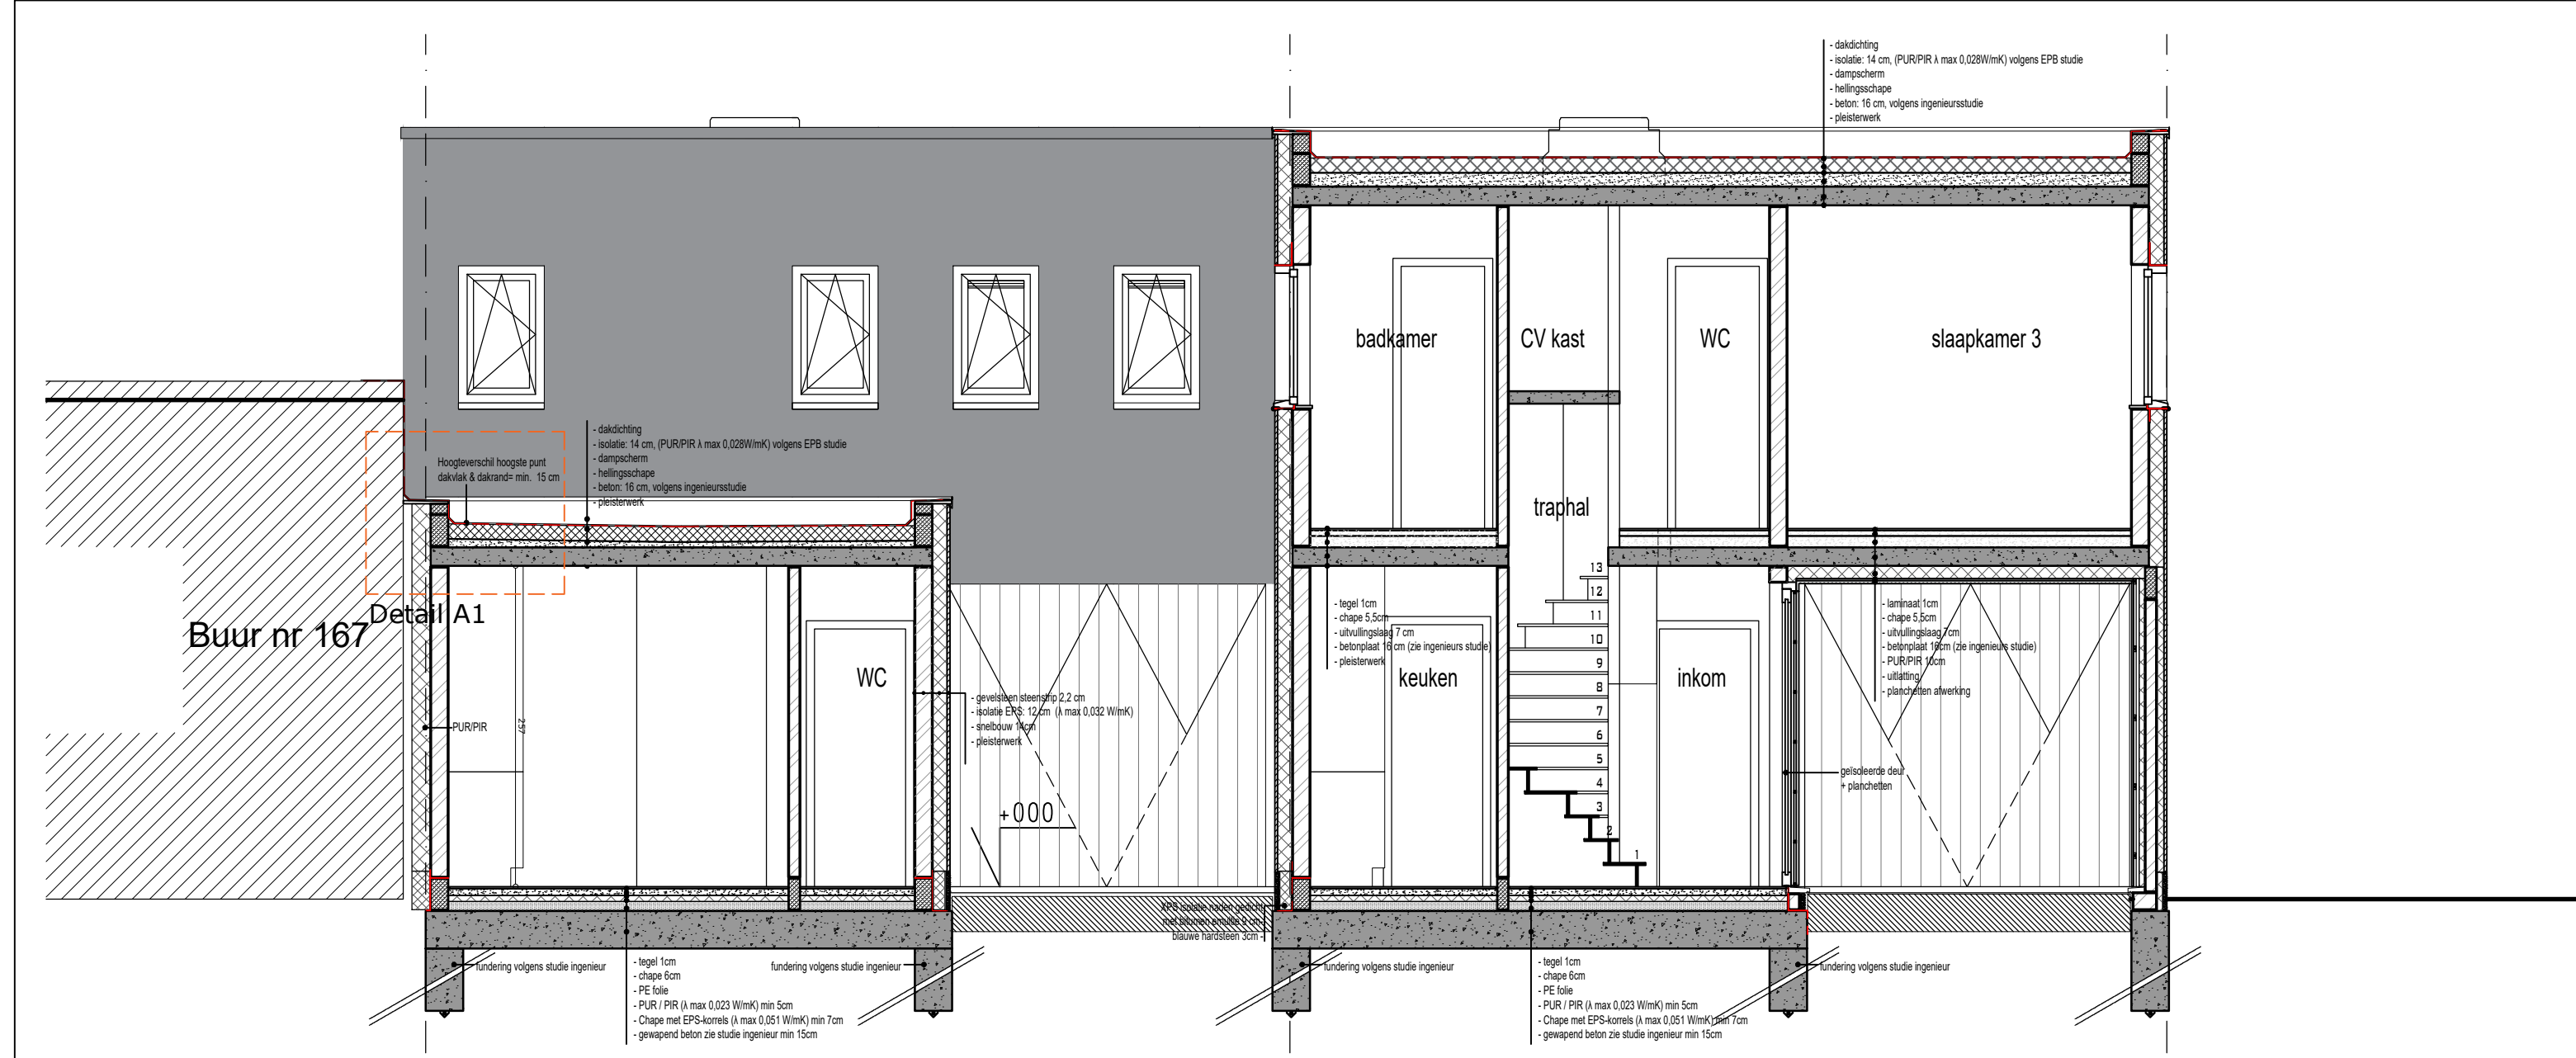 - dakdichting
- isolatie: 14 cm, (PUR/PIR λ max 0,028W/mK) volgens EPB studie
- dampscherm
- hellingsschape
- beton: 16 cm, volgens ingenieursstudie
- pleisterwerk
badkamer
CV kast
WC
slaapkamer 3
- dakdichting
- isolatie: 14 cm, (PUR/PIR λ max 0,028W/mK) volgens EPB studie
- dampscherm
- hellingsschape
- beton: 16 cm, volgens ingenieursstudie
- pleisterwerk
Hoogteverschil hoogste punt
dakvlak & dakrand= min. 15 cm
traphal
Detail A1
Buur nr 167
13
12
11
10
9
8
7
6
5
4
3
2
1
- tegel 1cm
- chape 5,5cm
- uitvullingslaag 7 cm
- betonplaat 16 cm (zie ingenieurs studie)
- pleisterwerk
- laminaat 1cm
- chape 5,5cm
- uitvullingslaag 7cm
- betonplaat 16cm (zie ingenieurs studie)
- PUR/PIR 10cm
- uitlatting
- planchetten afwerking
WC
keuken
inkom
- gevelsteen steenstrip 2,2 cm
- isolatie EPS: 12 cm (λ max 0,032 W/mK)
- snelbouw 14cm
- pleisterwerk
PUR/PIR
257
geïsoleerde deur
+ planchetten
+000
XPS isolatie naden gedicht
met bitumen emultie 9 cm -
blauwe hardsteen 3cm -
fundering volgens studie ingenieur
fundering volgens studie ingenieur
fundering volgens studie ingenieur
fundering volgens studie ingenieur
- tegel 1cm
- chape 6cm
- PE folie
- PUR / PIR (λ max 0,023 W/mK) min 5cm
- Chape met EPS-korrels (λ max 0,051 W/mK) min 7cm
- gewapend beton zie studie ingenieur min 15cm
- tegel 1cm
- chape 6cm
- PE folie
- PUR / PIR (λ max 0,023 W/mK) min 5cm
- Chape met EPS-korrels (λ max 0,051 W/mK) min 7cm
- gewapend beton zie studie ingenieur min 15cm